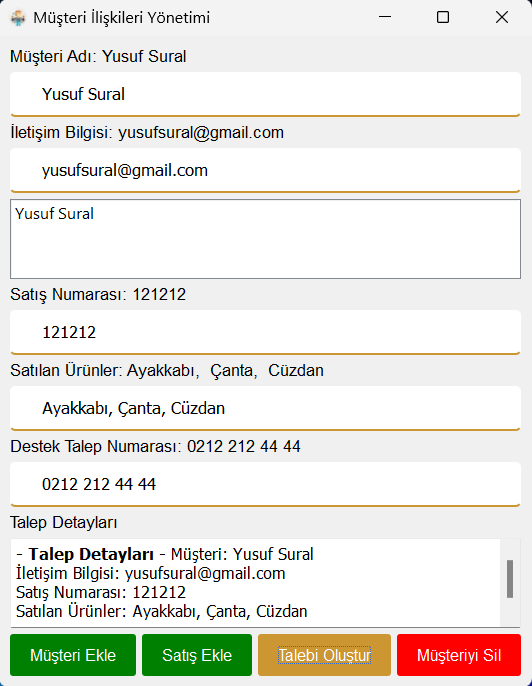 Müşteri İlişkileri Yönetimi
Müşteri Adı: Yusuf Sural
Yusuf Sural
İletişim Bilgisi: yusufsural@gmail.com
yusufsural@gmail.com
Yusuf Sural
Satış Numarası: 121212
121212
Satılan Ürünler: Ayakkabı, Çanta, Cüzdan
Ayakkabı, Çanta, Cüzdan
Destek Talep Numarası: 0212 212 44 44
0212 212 44 44
Talep Detayları
- Talep Detayları - Müşteri: Yusuf Sural
İletişim Bilgisi: yusufsural@gmail.com
Satış Numarası: 121212
Satılan Ürünler: Ayakkabı, Çanta, Cüzdan
Müşteri Ekle Satış Ekle Talebi Oluştur Müşteriyi Sil